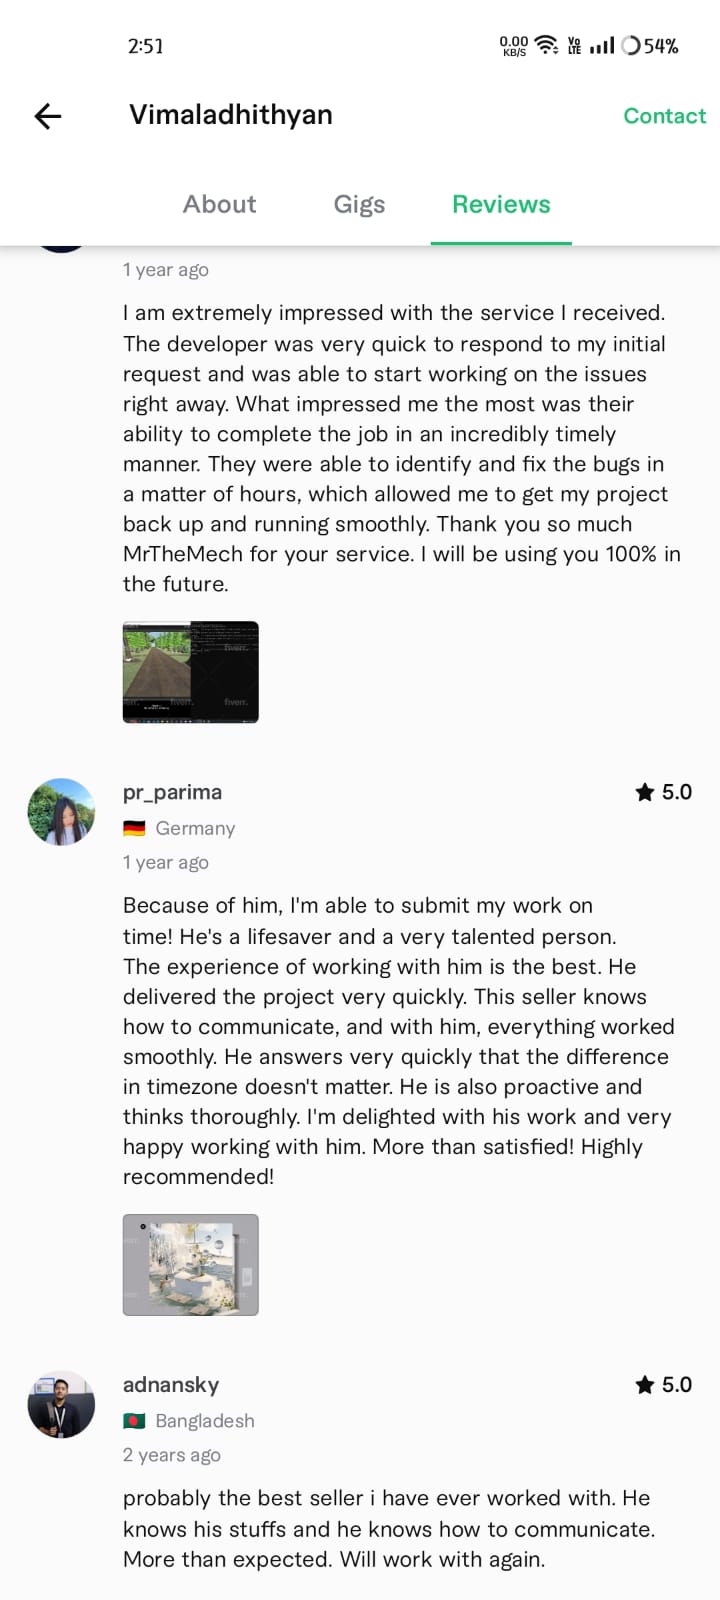 2:51
0.00 KB/S
Vo LTE
54%
Vimaladhithyan
Contact
About
Gigs
Reviews
1 year ago
I am extremely impressed with the service I received.
The developer was very quick to respond to my initial
request and was able to start working on the issues
right away. What impressed me the most was their
ability to complete the job in an incredibly timely
manner. They were able to identify and fix the bugs in
a matter of hours, which allowed me to get my project
back up and running smoothly. Thank you so much
MrTheMech for your service. I will be using you 100% in
the future.
fiverr.
fiverr.
fiverr.
pr_parima
5.0
Germany
1 year ago
Because of him, I'm able to submit my work on
time! He's a lifesaver and a very talented person.
The experience of working with him is the best. He
delivered the project very quickly. This seller knows
how to communicate, and with him, everything worked
smoothly. He answers very quickly that the difference
in timezone doesn't matter. He is also proactive and
thinks thoroughly. I'm delighted with his work and very
happy working with him. More than satisfied! Highly
recommended!
adnansky
5.0
Bangladesh
2 years ago
probably the best seller i have ever worked with. He
knows his stuffs and he knows how to communicate.
More than expected. Will work with again.